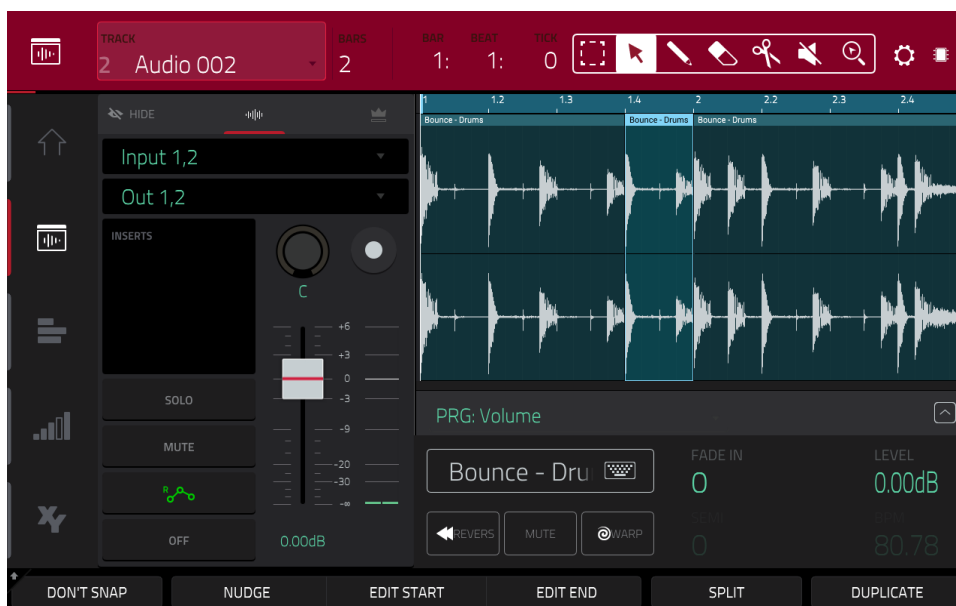 TRACK BARS BAR BEAT TICK
2 Audio 002 2 1: 1: 0
HIDE
1 1.2 1.3 1.4 2 2.2 2.3 2.4
Bounce - Drums Bounce - Drums Bounce - Drums
Input 1,2
Out 1,2
INSERTS
C
+6
+3
0
-3
-9
-20
-30
-∞
SOLO
MUTE
R
OFF
0.00dB
PRG: Volume
Bounce - Dru
FADE IN LEVEL
0 0.00dB
REVERS MUTE WARP
SEMI BPM
0 80.78
XY
DON'T SNAP NUDGE EDIT START EDIT END SPLIT DUPLICATE